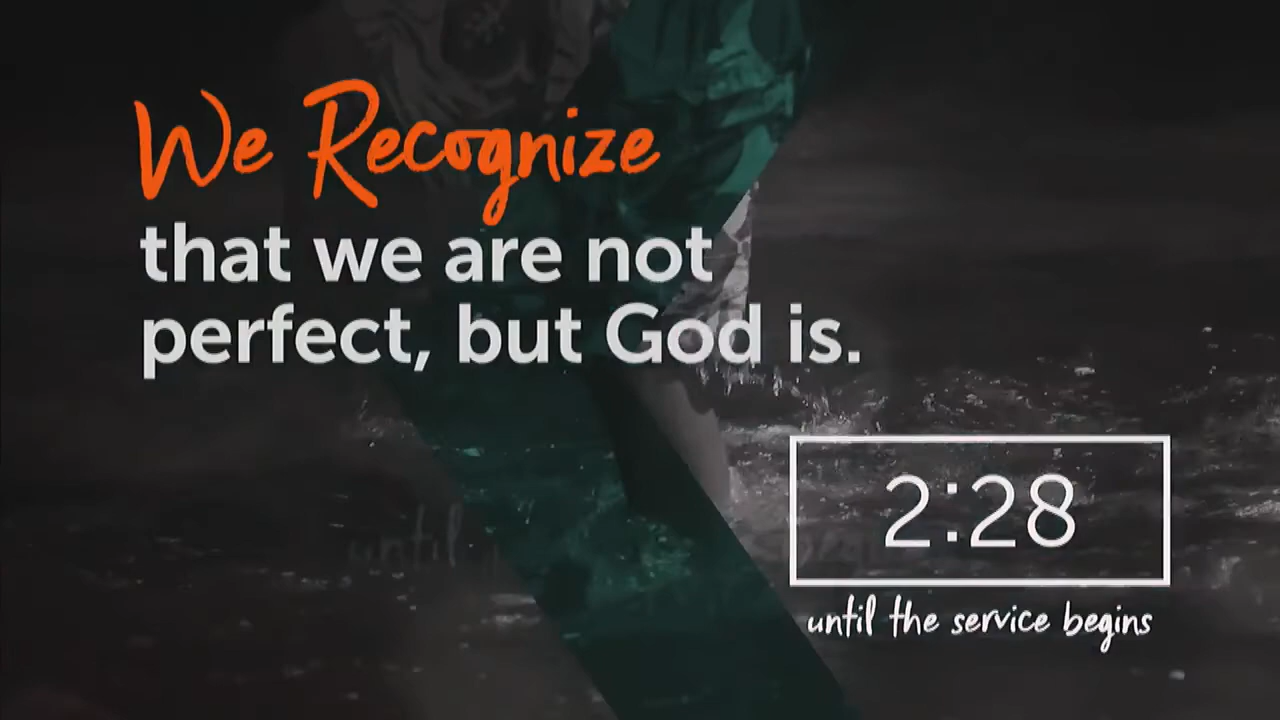 We Recognize
that we are not
perfect, but God is.
2:28
until the service begins